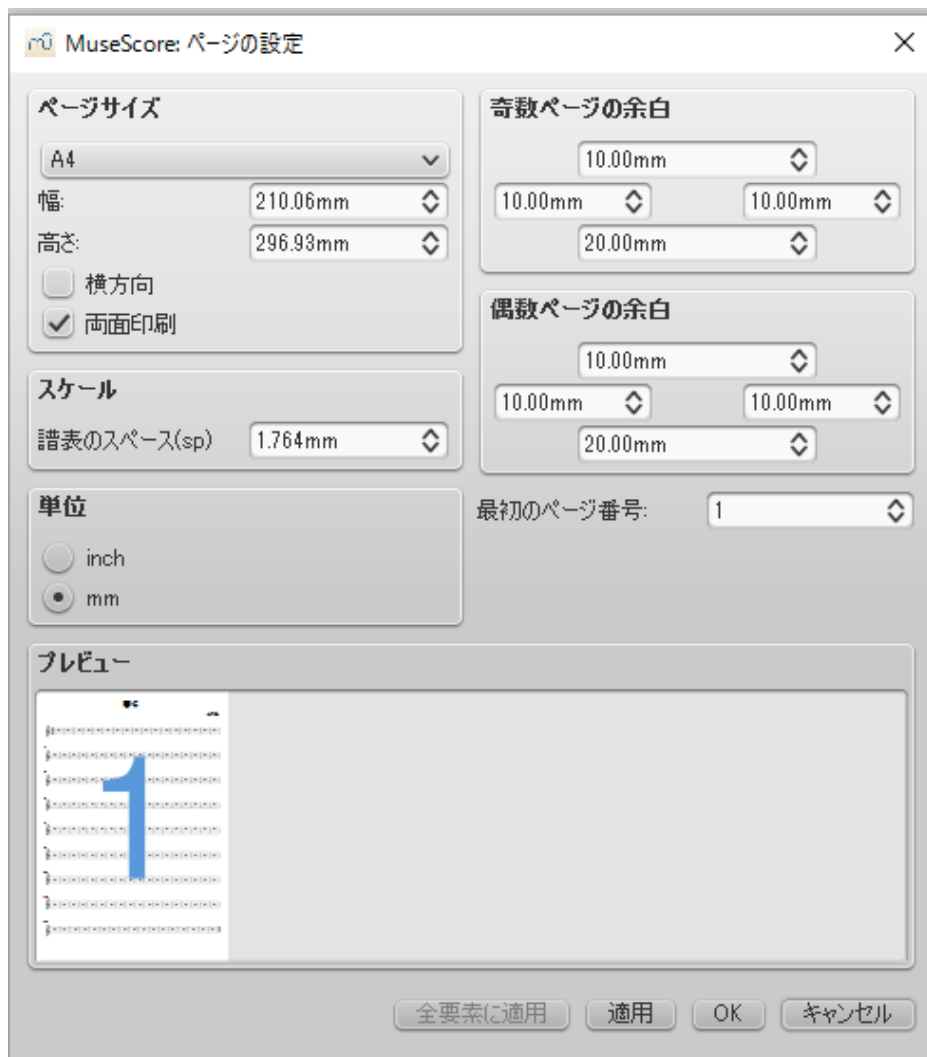 MuseScore: ページの設定
ページサイズ
A4
幅: 210.06mm
高さ: 296.93mm
横方向
両面印刷
スケール
譜表のスペース(sp) 1.764mm
単位
inch
mm
奇数ページの余白
10.00mm
10.00mm 10.00mm
20.00mm
偶数ページの余白
10.00mm
10.00mm 10.00mm
20.00mm
最初のページ番号: 1
プレビュー
1
全要素に適用 適用 OK キャンセル